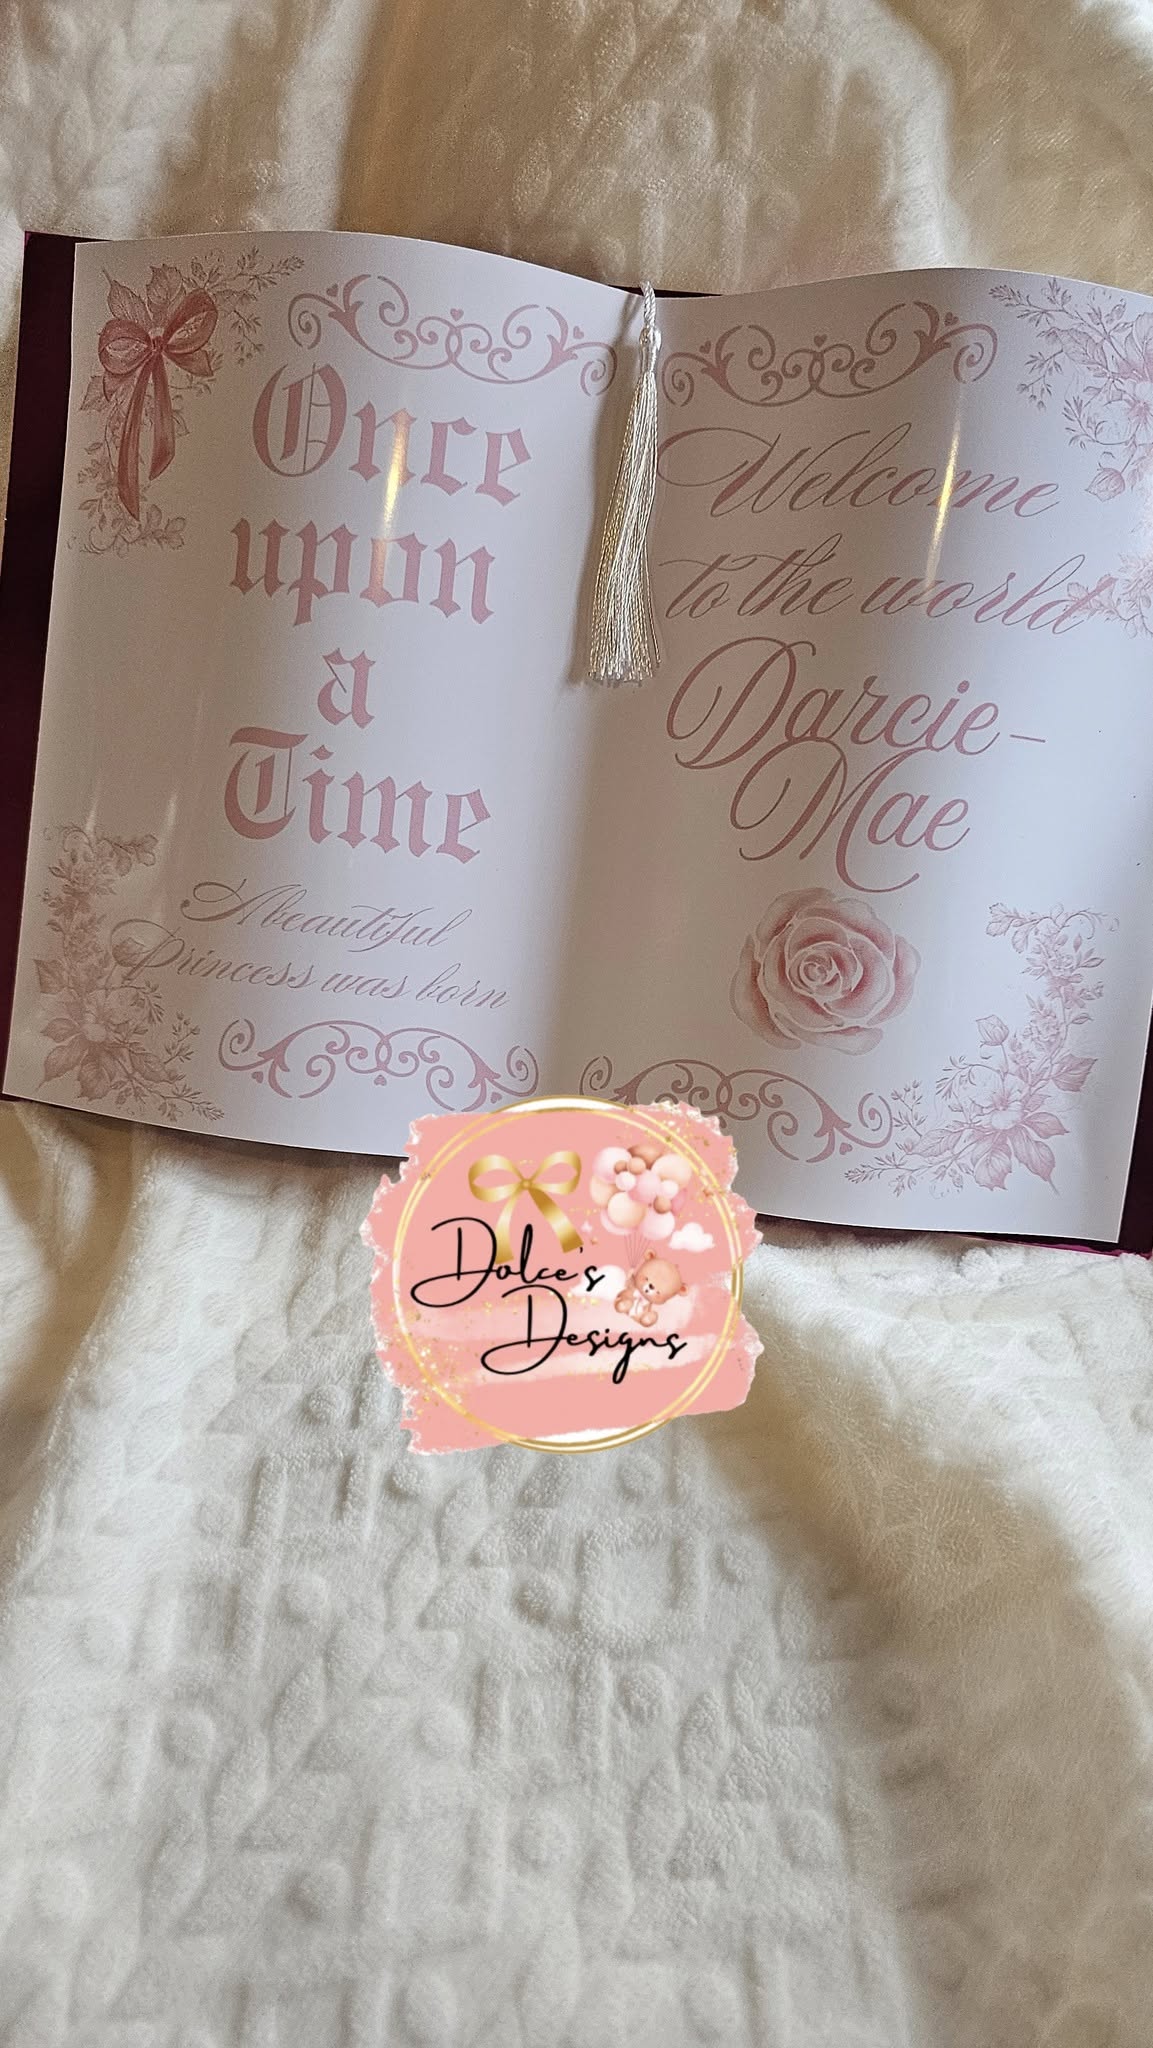 Once
upon
a
Time
A beautiful
Princess was born
Welcome
to the world
Darcie-
Mae
Dolce's
Designs